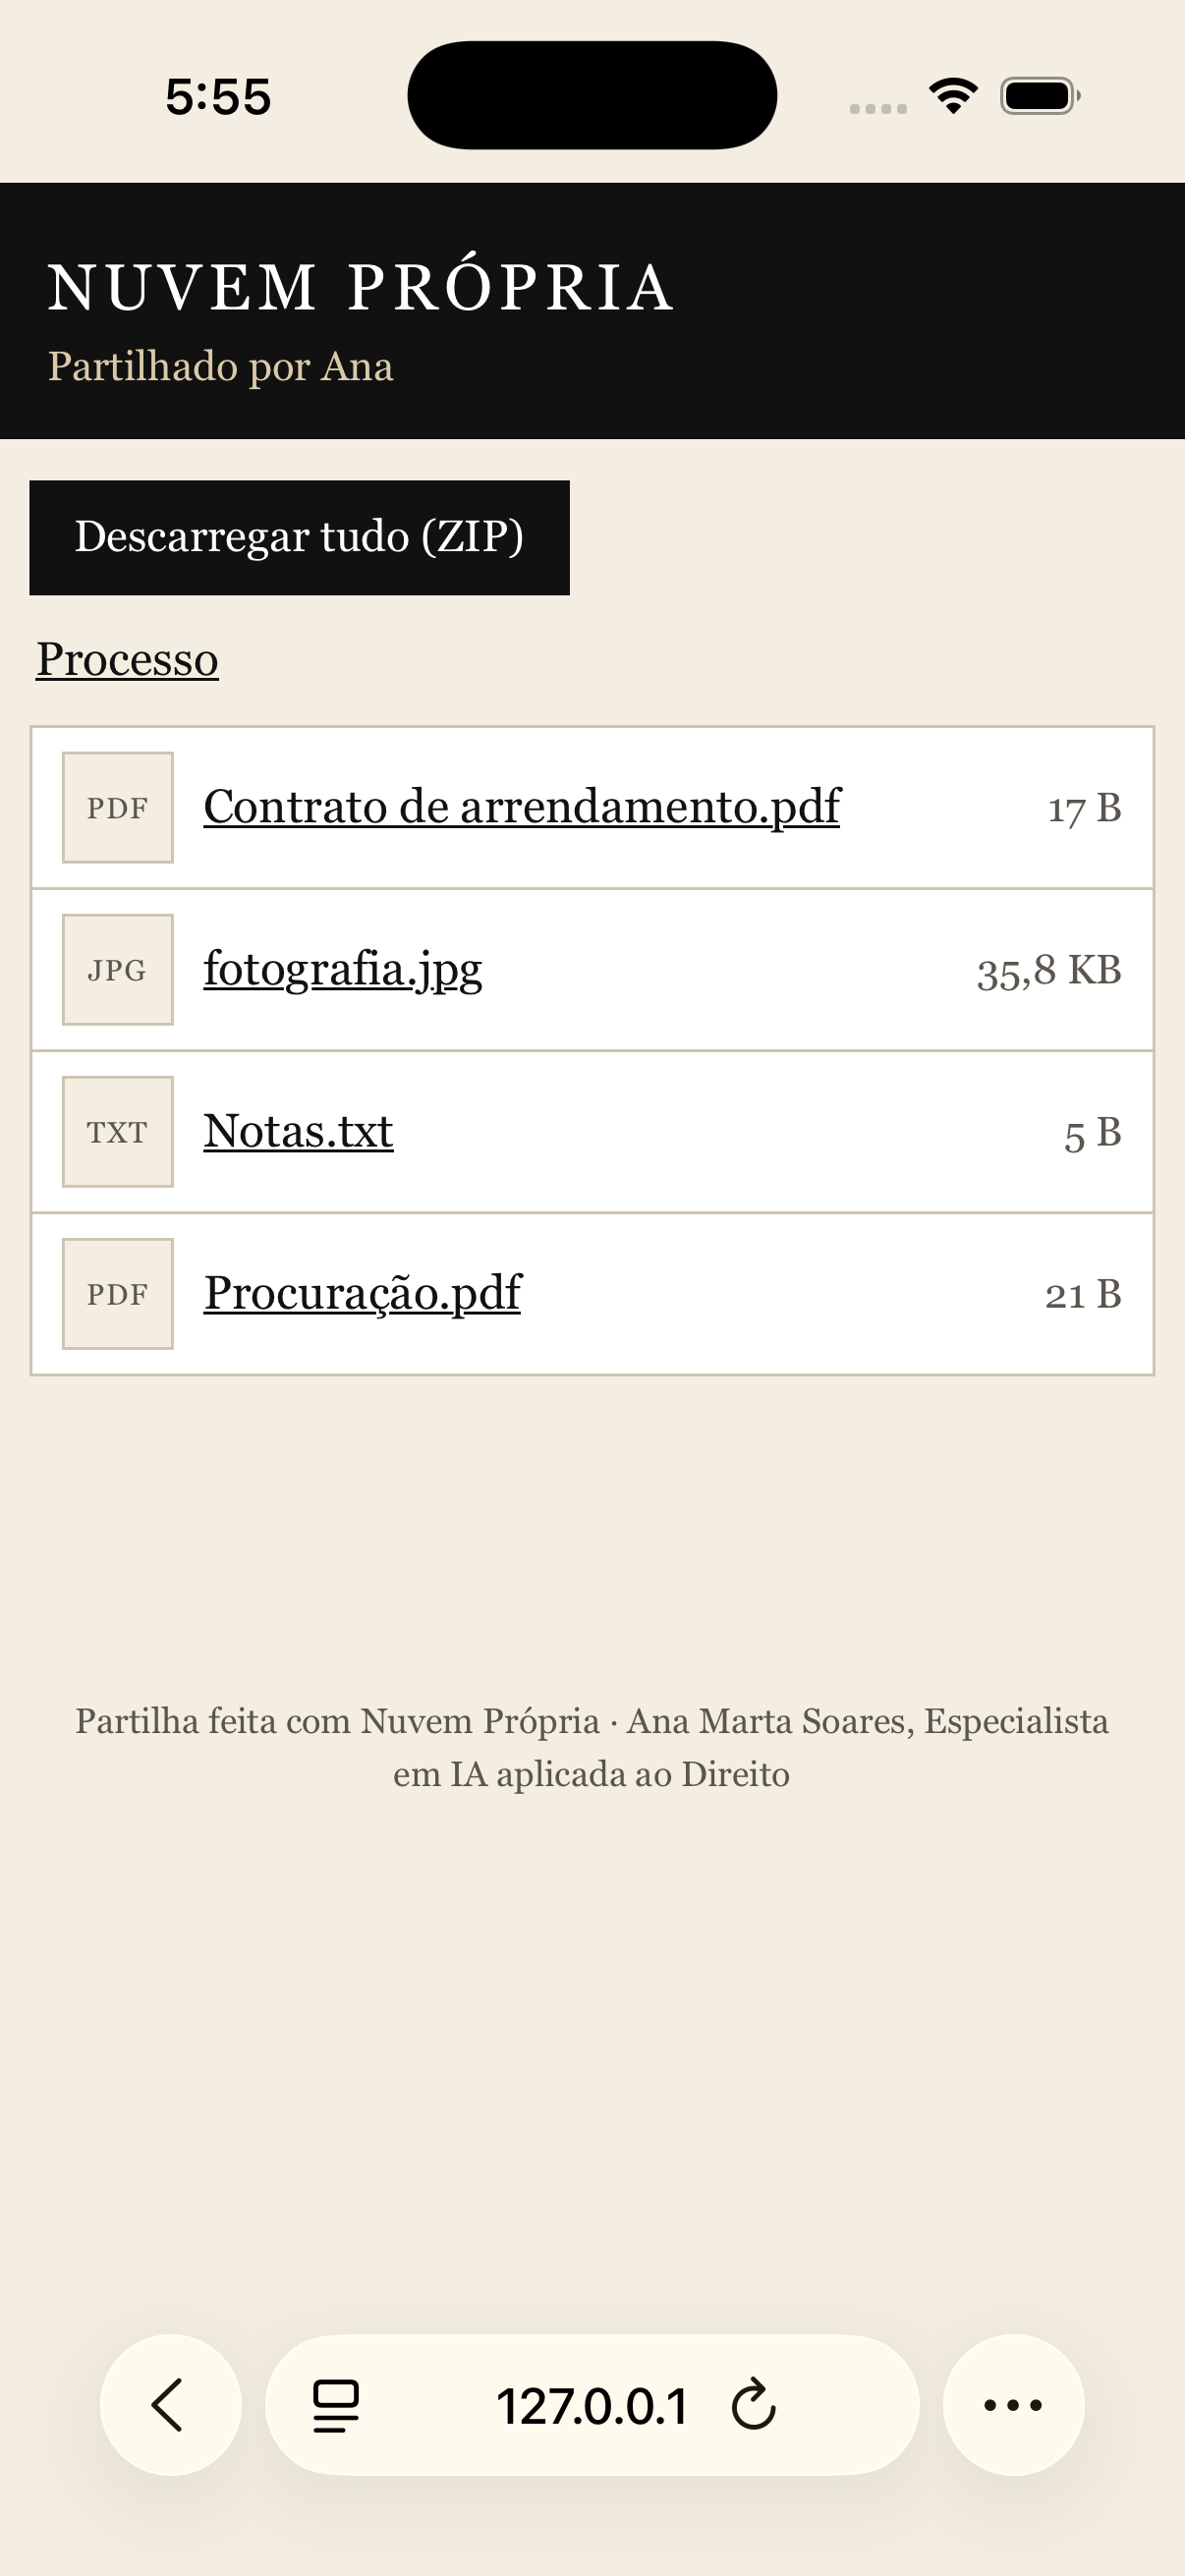 5:55
NUVEM PRÓPRIA
Partilhado por Ana
Descarregar tudo (ZIP)
Processo
PDF Contrato de arrendamento.pdf 17 B
JPG fotografia.jpg 35,8 KB
TXT Notas.txt 5 B
PDF Procuração.pdf 21 B
Partilha feita com Nuvem Própria · Ana Marta Soares, Especialista
em IA aplicada ao Direito
127.0.0.1